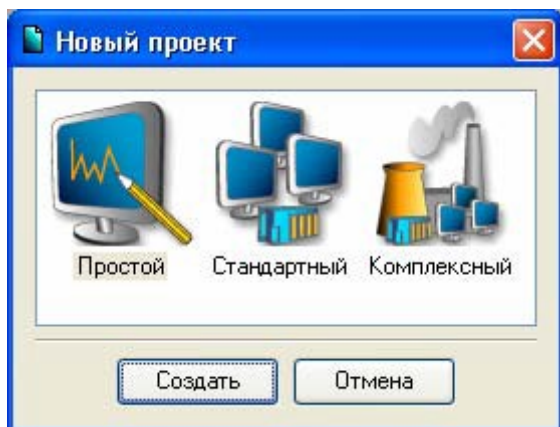 Новый проект
Простой Стандартный Комплексный
Создать Отмена